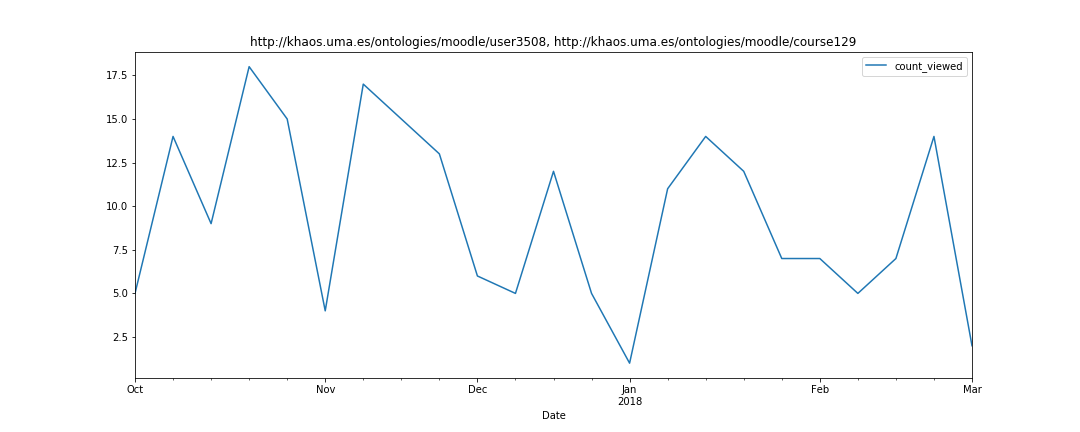 http://khaos.uma.es/ontologies/moodle/user3508, http://khaos.uma.es/ontologies/moodle/course129
count_viewed
17.5
15.0
12.5
10.0
7.5
5.0
2.5
Oct Nov Dec Jan Feb Mar
2018
Date